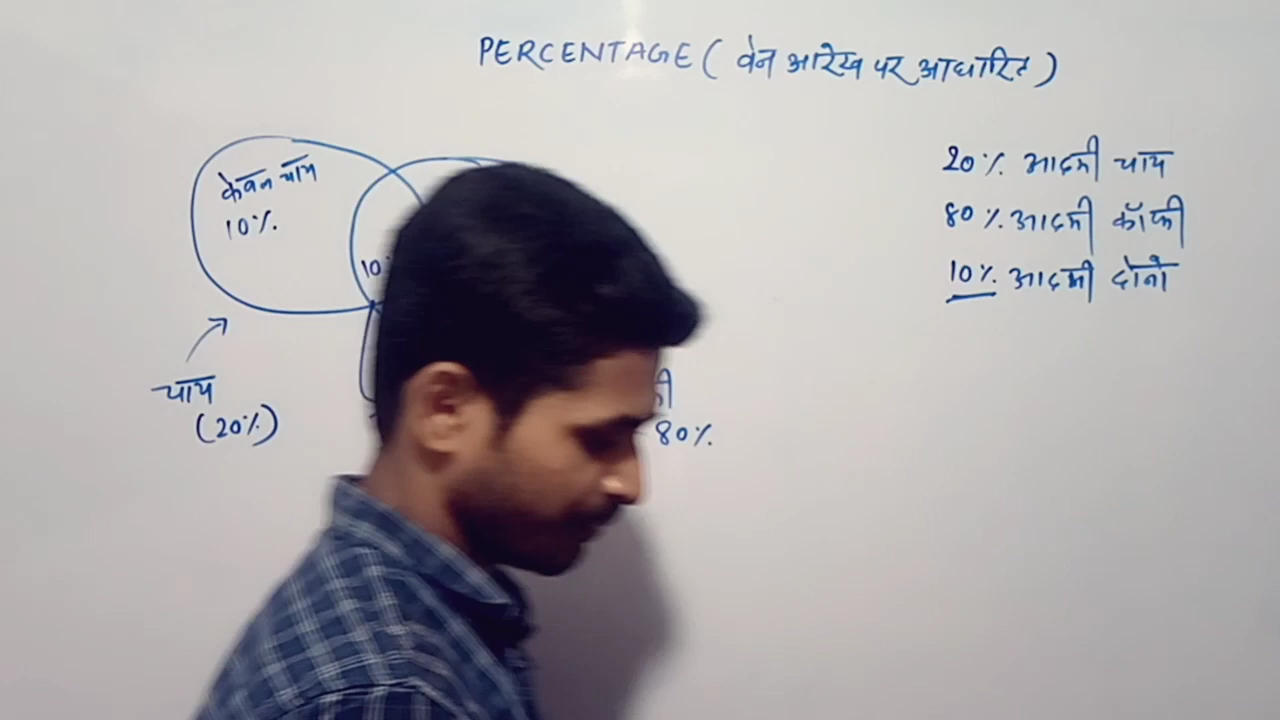 PERCENTAGE ( वेन आरेख पर आधारित )
केवल चाय
10%.
10
चाय
(20%)
80%.
20%. आदमी चाय
80%. आदमी कॉफी
10%. आदमी दोनो